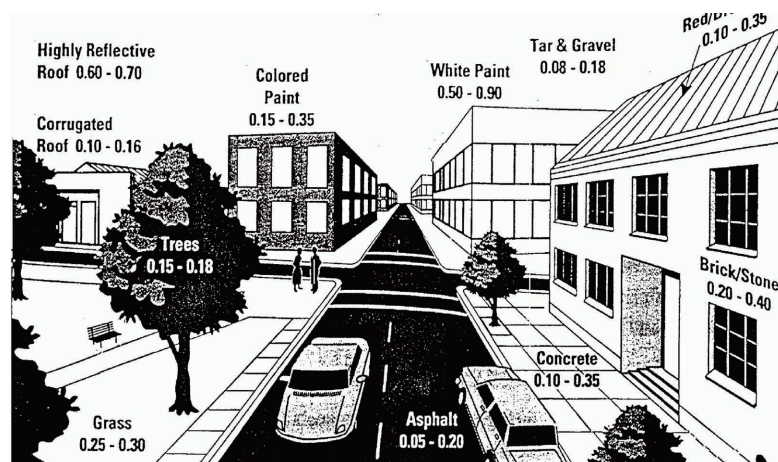 Highly Reflective
Roof 0.60 - 0.70
Corrugated
Roof 0.10 - 0.16
Colored
Paint
0.15 - 0.35
White Paint
0.50 - 0.90
Tar & Gravel
0.08 - 0.18
0.10 - 0.35
Trees
0.15 - 0.18
Brick/Stone
0.20 - 0.40
Concrete
0.10 - 0.35
Grass
0.25 - 0.30
Asphalt
0.05 - 0.20